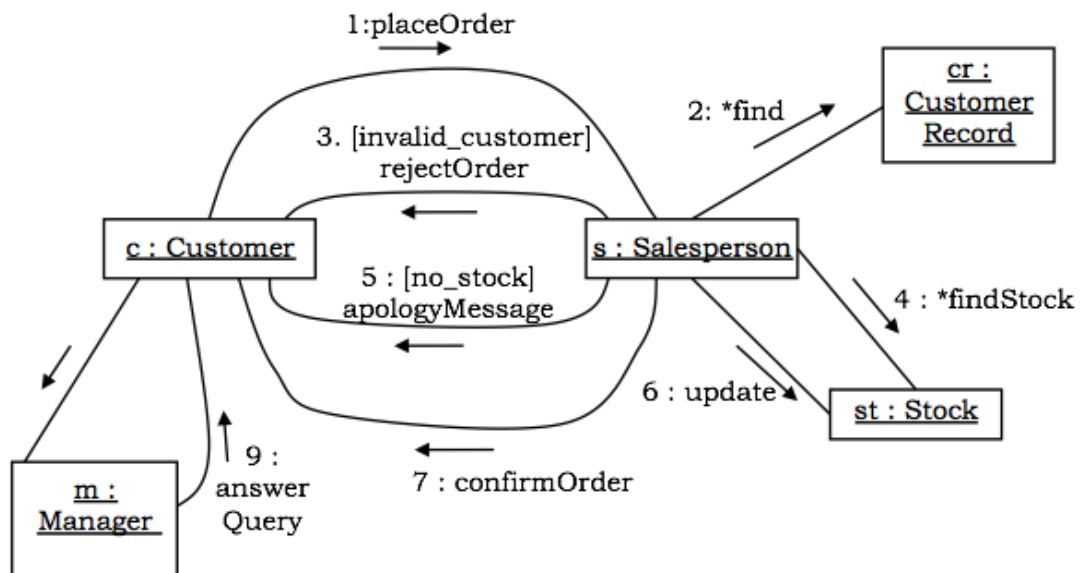 1:placeOrder
cr :
Customer
Record
2: *find
3. [invalid_customer]
rejectOrder
c : Customer
s : Salesperson
5 : [no_stock]
apologyMessage
4 : *findStock
6 : update
st : Stock
7 : confirmOrder
9 :
answer
Query
m :
Manager